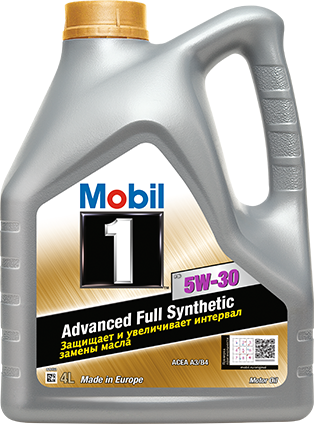 Mobil
1
5W-30
Advanced Full Synthetic
Защищает и увеличивает интервал
замены масла
ACEA A3/B4
4L Made in Europe
Motor Oil